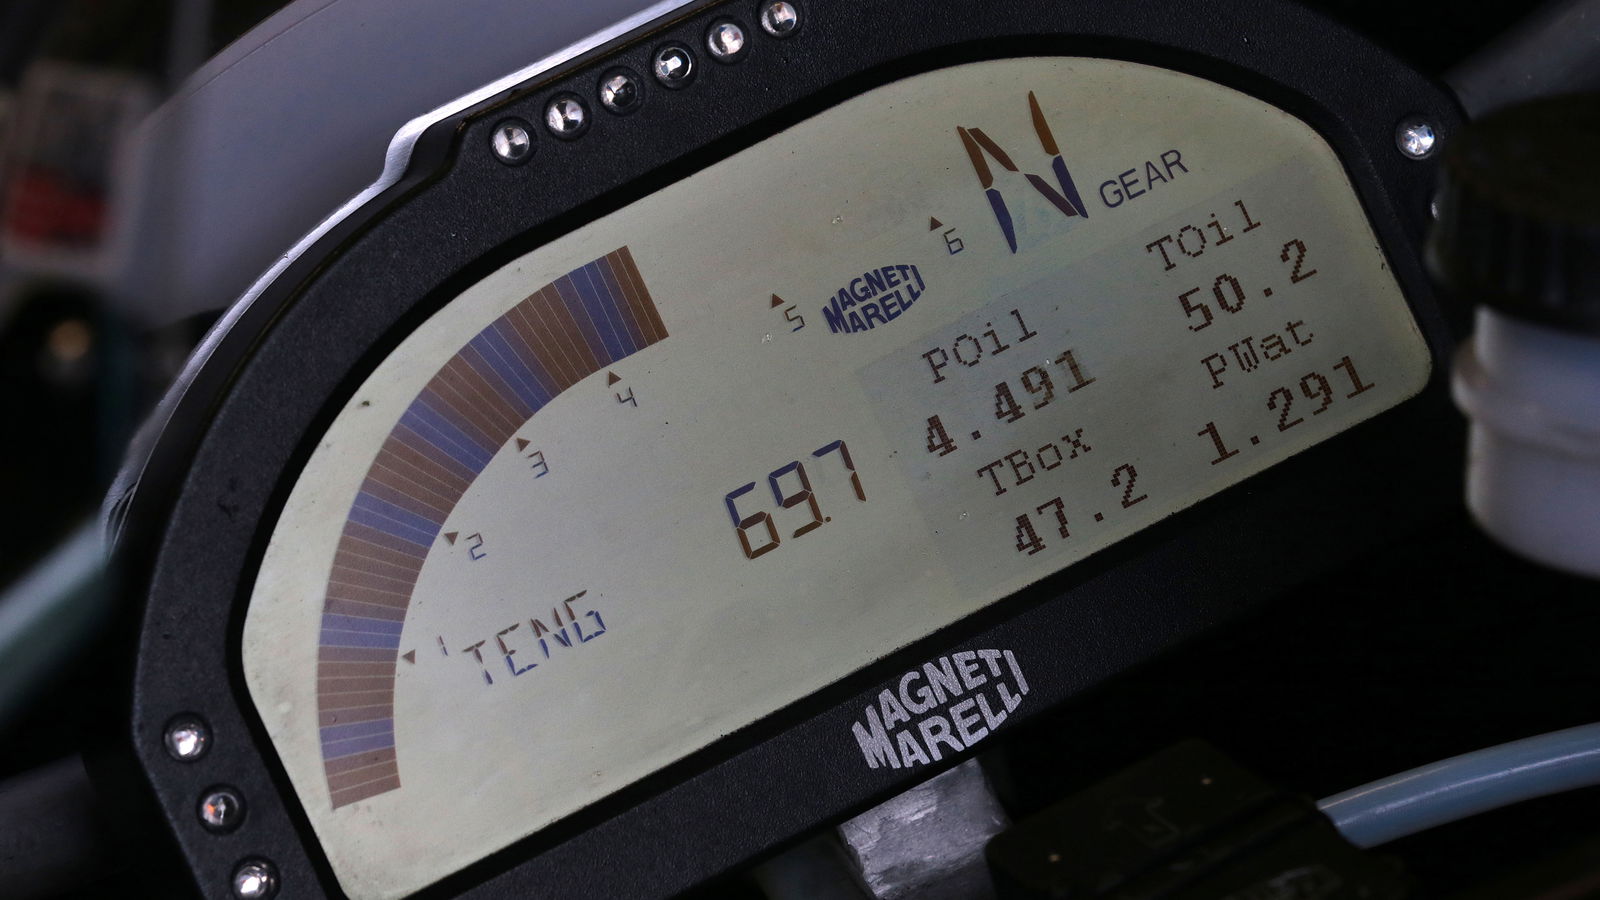 N GEAR
6
5
MAGNETI
MARELLI
4
3
2
1
TENG
69.7
POil
4.491
TOil
50.2
TBox
47.2
PWat
1.291
MAGNETI
MARELLI